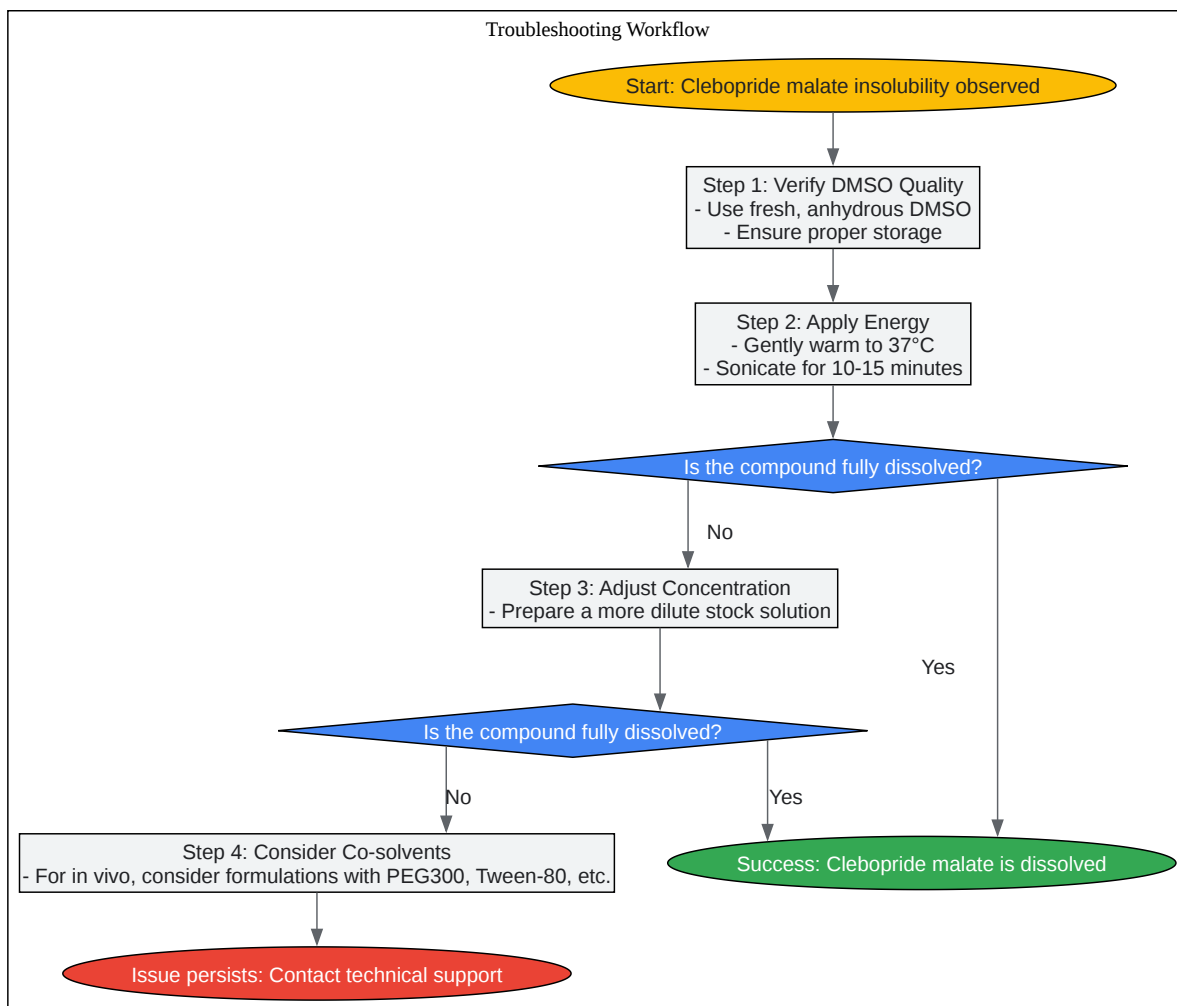 Troubleshooting Workflow
Start: Clebopride malate insolubility observed
Step 1: Verify DMSO Quality
- Use fresh, anhydrous DMSO
- Ensure proper storage
Step 2: Apply Energy
- Gently warm to 37°C
- Sonicate for 10-15 minutes
Is the compound fully dissolved?
No
Step 3: Adjust Concentration
- Prepare a more dilute stock solution
Yes
Is the compound fully dissolved?
No
Yes
Step 4: Consider Co-solvents
- For in vivo, consider formulations with PEG300, Tween-80, etc.
Success: Clebopride malate is dissolved
Issue persists: Contact technical support